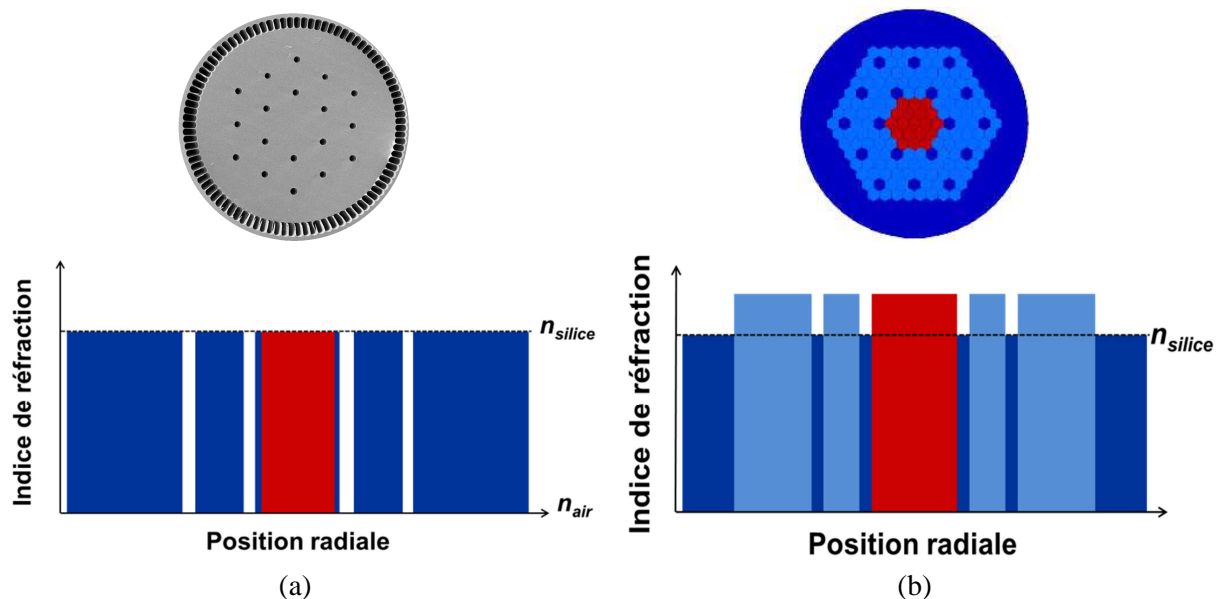 Indice de réfraction
n_silice
n_air
Position radiale
(a)
Indice de réfraction
n_silice
Position radiale
(b)